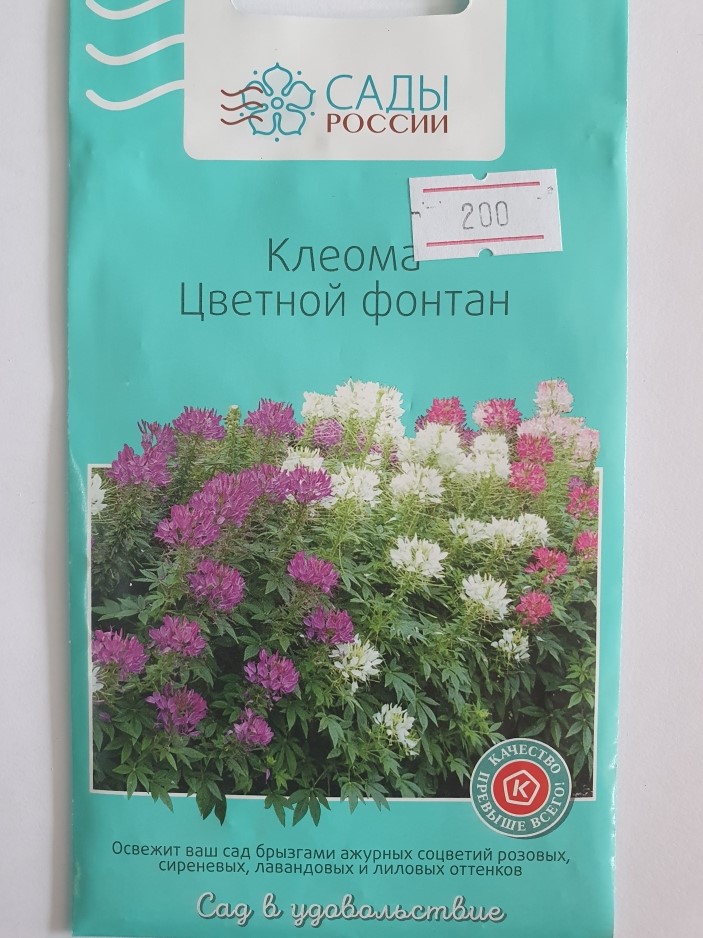 САДЫ
РОССИИ
200
Клеома
Цветной фонтан
КАЧЕСТВО
ПРЕВЫШЕ ВСЕГО!
К
Освежит ваш сад брызгами ажурных соцветий розовых,
сиреневых, лавандовых и лиловых оттенков
Сад в удовольствие